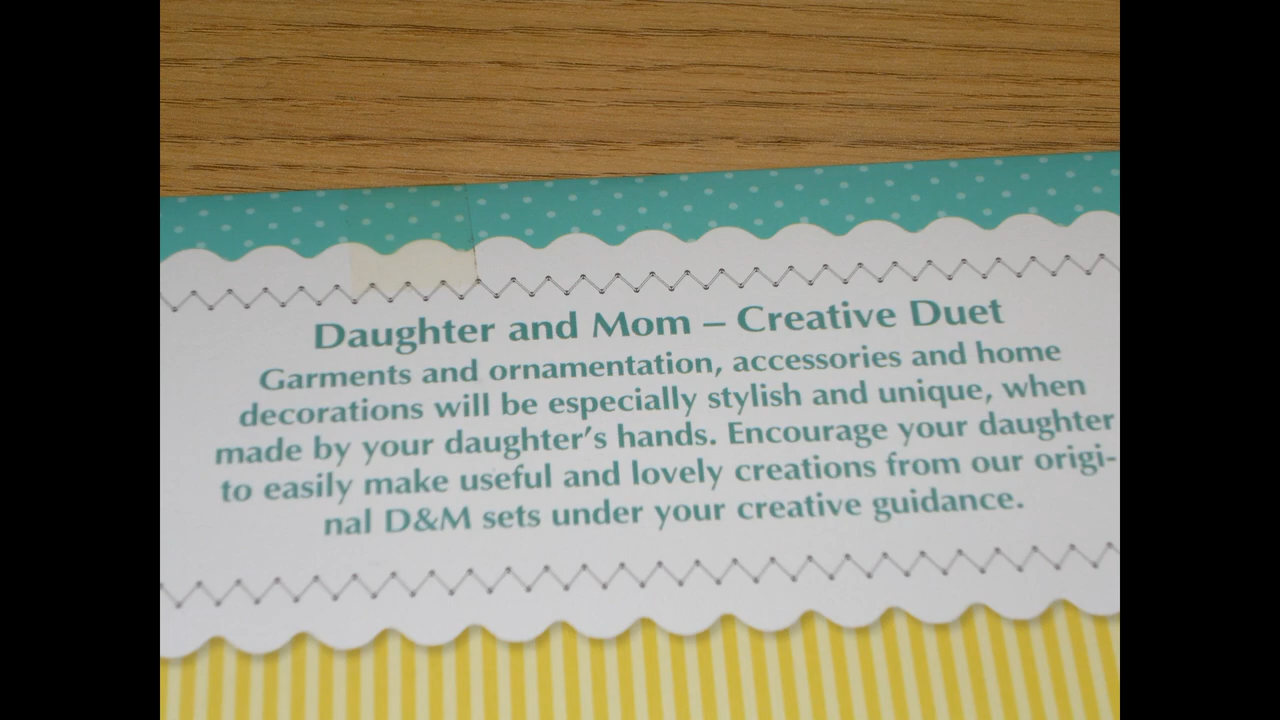 Daughter and Mom – Creative Duet
Garments and ornamentation, accessories and home
decorations will be especially stylish and unique, when
made by your daughter’s hands. Encourage your daughter
to easily make useful and lovely creations from our origi-
nal D&M sets under your creative guidance.